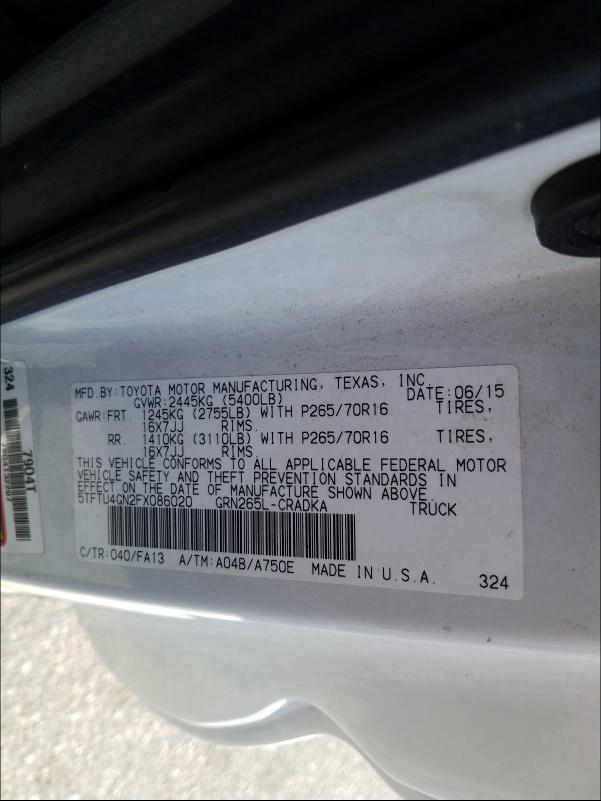 MFD.BY:TOYOTA MOTOR MANUFACTURING, TEXAS, INC.
GVWR:2445KG (5400LB) DATE:06/15
GAWR:FRT. 1245KG (2755LB) WITH P265/70R16 TIRES,
16X7JJ RIMS.
RR. 1410KG (3110LB) WITH P265/70R16 TIRES,
16X7JJ RIMS.
THIS VEHICLE CONFORMS TO ALL APPLICABLE FEDERAL MOTOR
VEHICLE SAFETY AND THEFT PREVENTION STANDARDS IN
EFFECT ON THE DATE OF MANUFACTURE SHOWN ABOVE.
5TFTU4GN2FX086020 GRN265L-CRADKA TRUCK
C/TR:040/FA13 A/TM:A04B/A750E MADE IN U.S.A. 324
324
7904T